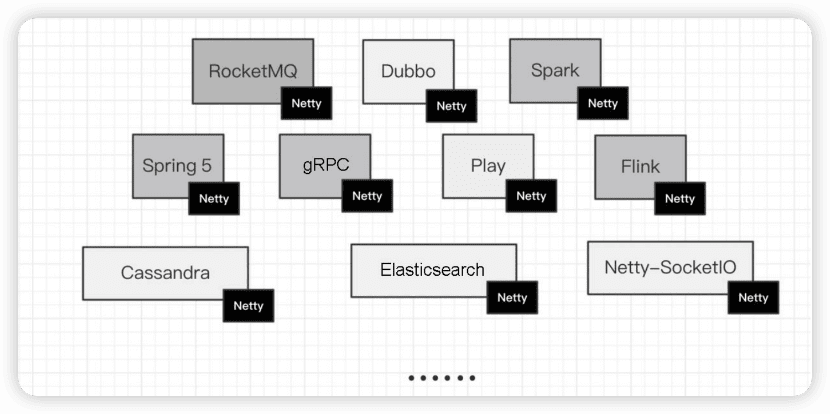 RocketMQ
Netty
Dubbo
Netty
Spark
Netty
Spring 5
Netty
gRPC
Netty
Play
Netty
Flink
Netty
Cassandra
Netty
Elasticsearch
Netty
Netty-SocketIO
Netty
......